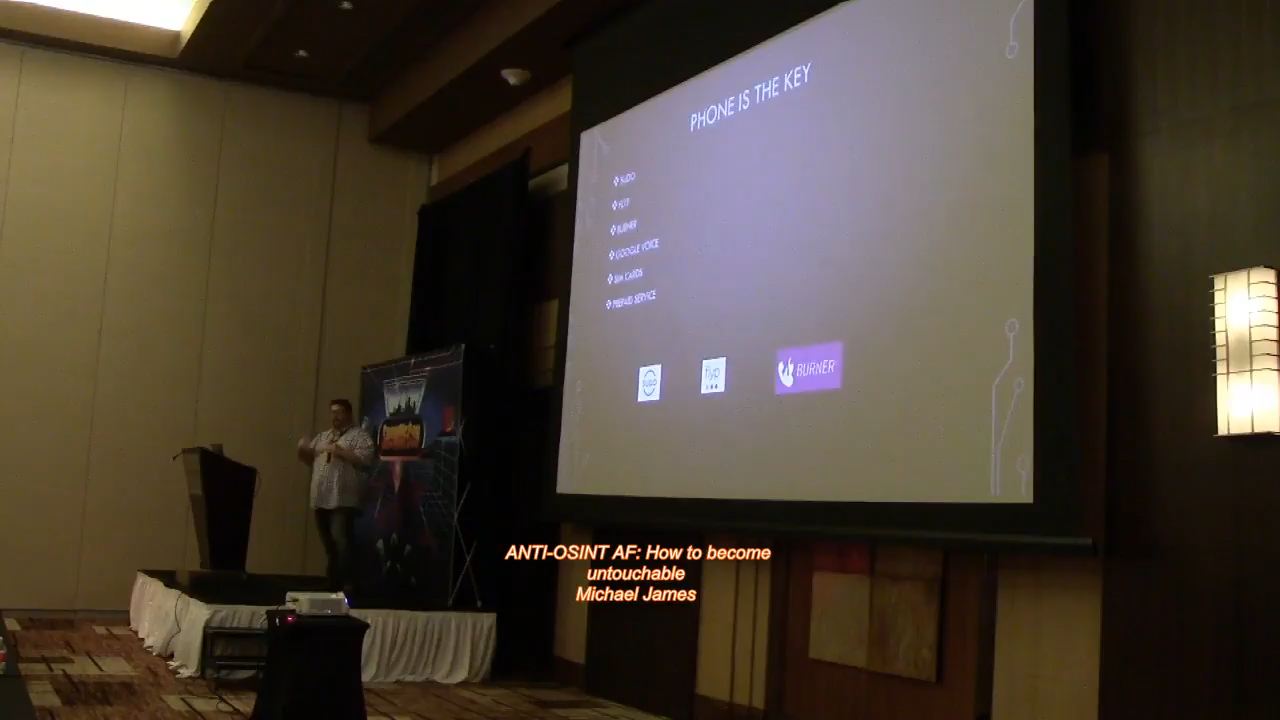 PHONE IS THE KEY
SUDO
FLYP
BURNER
GOOGLE VOICE
SIM CARDS
PREPAID SERVICE
SUDO
flyp
BURNER
ANTI-OSINT AF: How to become
untouchable
Michael James